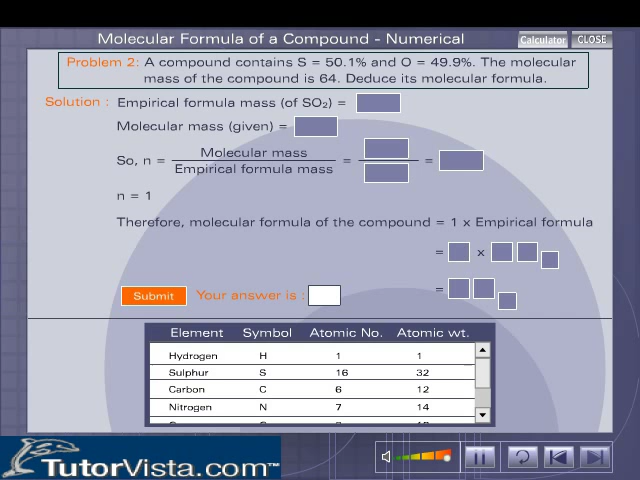 Molecular Formula of a Compound - Numerical
Calculator
CLOSE
Problem 2: A compound contains S = 50.1% and O = 49.9%. The molecular
mass of the compound is 64. Deduce its molecular formula.
Solution : Empirical formula mass (of SO₂) =
Molecular mass (given) =
So, n = Molecular mass = =
Empirical formula mass
n = 1
Therefore, molecular formula of the compound = 1 x Empirical formula
= x
=
Submit Your answer is :
Element Symbol Atomic No. Atomic wt.
Hydrogen H 1 1
Sulphur S 16 32
Carbon C 6 12
Nitrogen N 7 14
TutorVista.com™